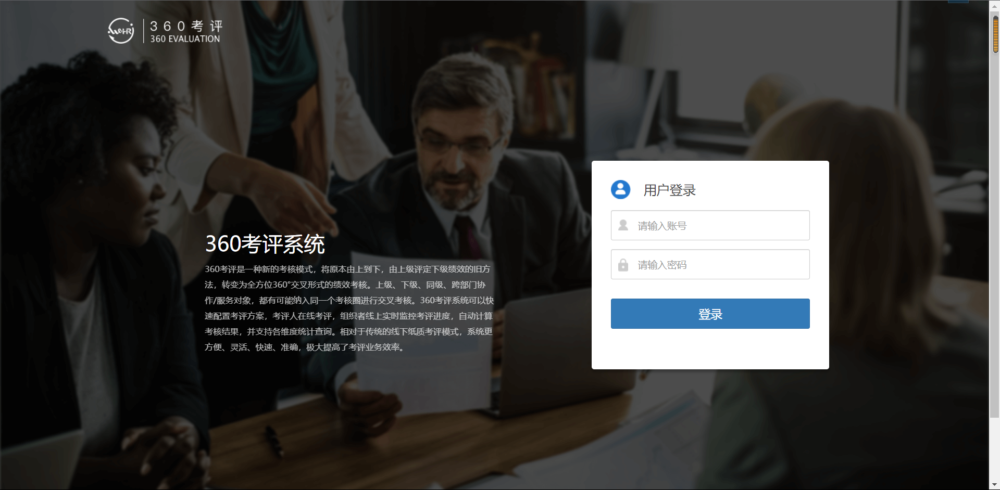 We+R
360考评
360 EVALUATION
360考评系统
360考评是一种新的考核模式，将原本由上到下，由上级评定下级绩效的旧方
法，转变为全方位360°交叉形式的绩效考核。上级、下级、同级、跨部门协
作/服务对象，都有可能纳入同一个考核圈进行交叉考核。360考评系统可以快
速配置考评方案，考评人在线考评，组织者线上实时监控考评进度，自动计算
考核结果，并支持各维度统计查询。相对于传统的线下纸质考评模式，系统更
方便、灵活、快速、准确，极大提高了考评业务效率。
用户登录
请输入账号
请输入密码
登录